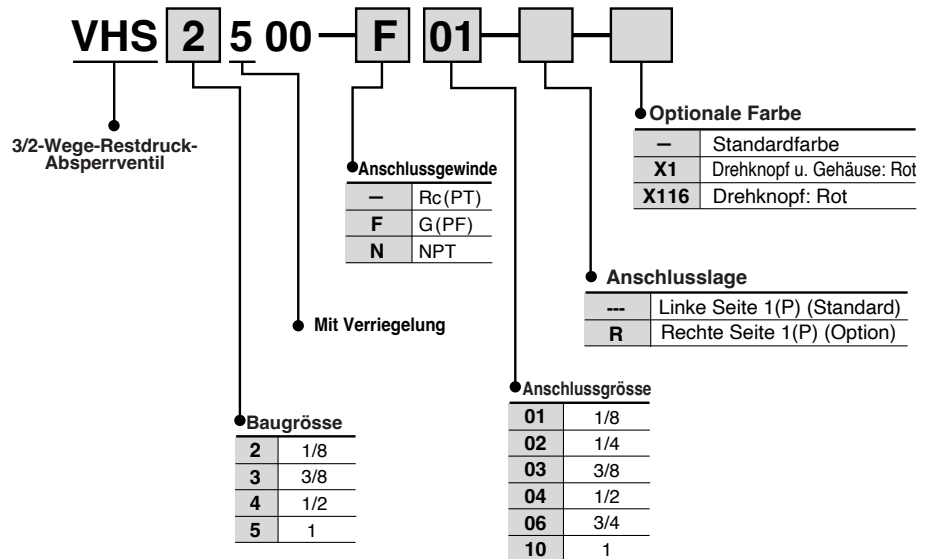 VHS 2 5 00 — F 01 — —
3/2-Wege-Restdruck-
Absperrventil
Optionale Farbe
– Standardfarbe
X1 Drehknopf u. Gehäuse: Rot
X116 Drehknopf: Rot
Anschlussgewinde
– Rc(PT)
F G(PF)
N NPT
Anschlusslage
--- Linke Seite 1(P) (Standard)
R Rechte Seite 1(P) (Option)
Mit Verriegelung
Anschlussgrösse
01 1/8
02 1/4
03 3/8
04 1/2
06 3/4
10 1
Baugrösse
2 1/8
3 3/8
4 1/2
5 1